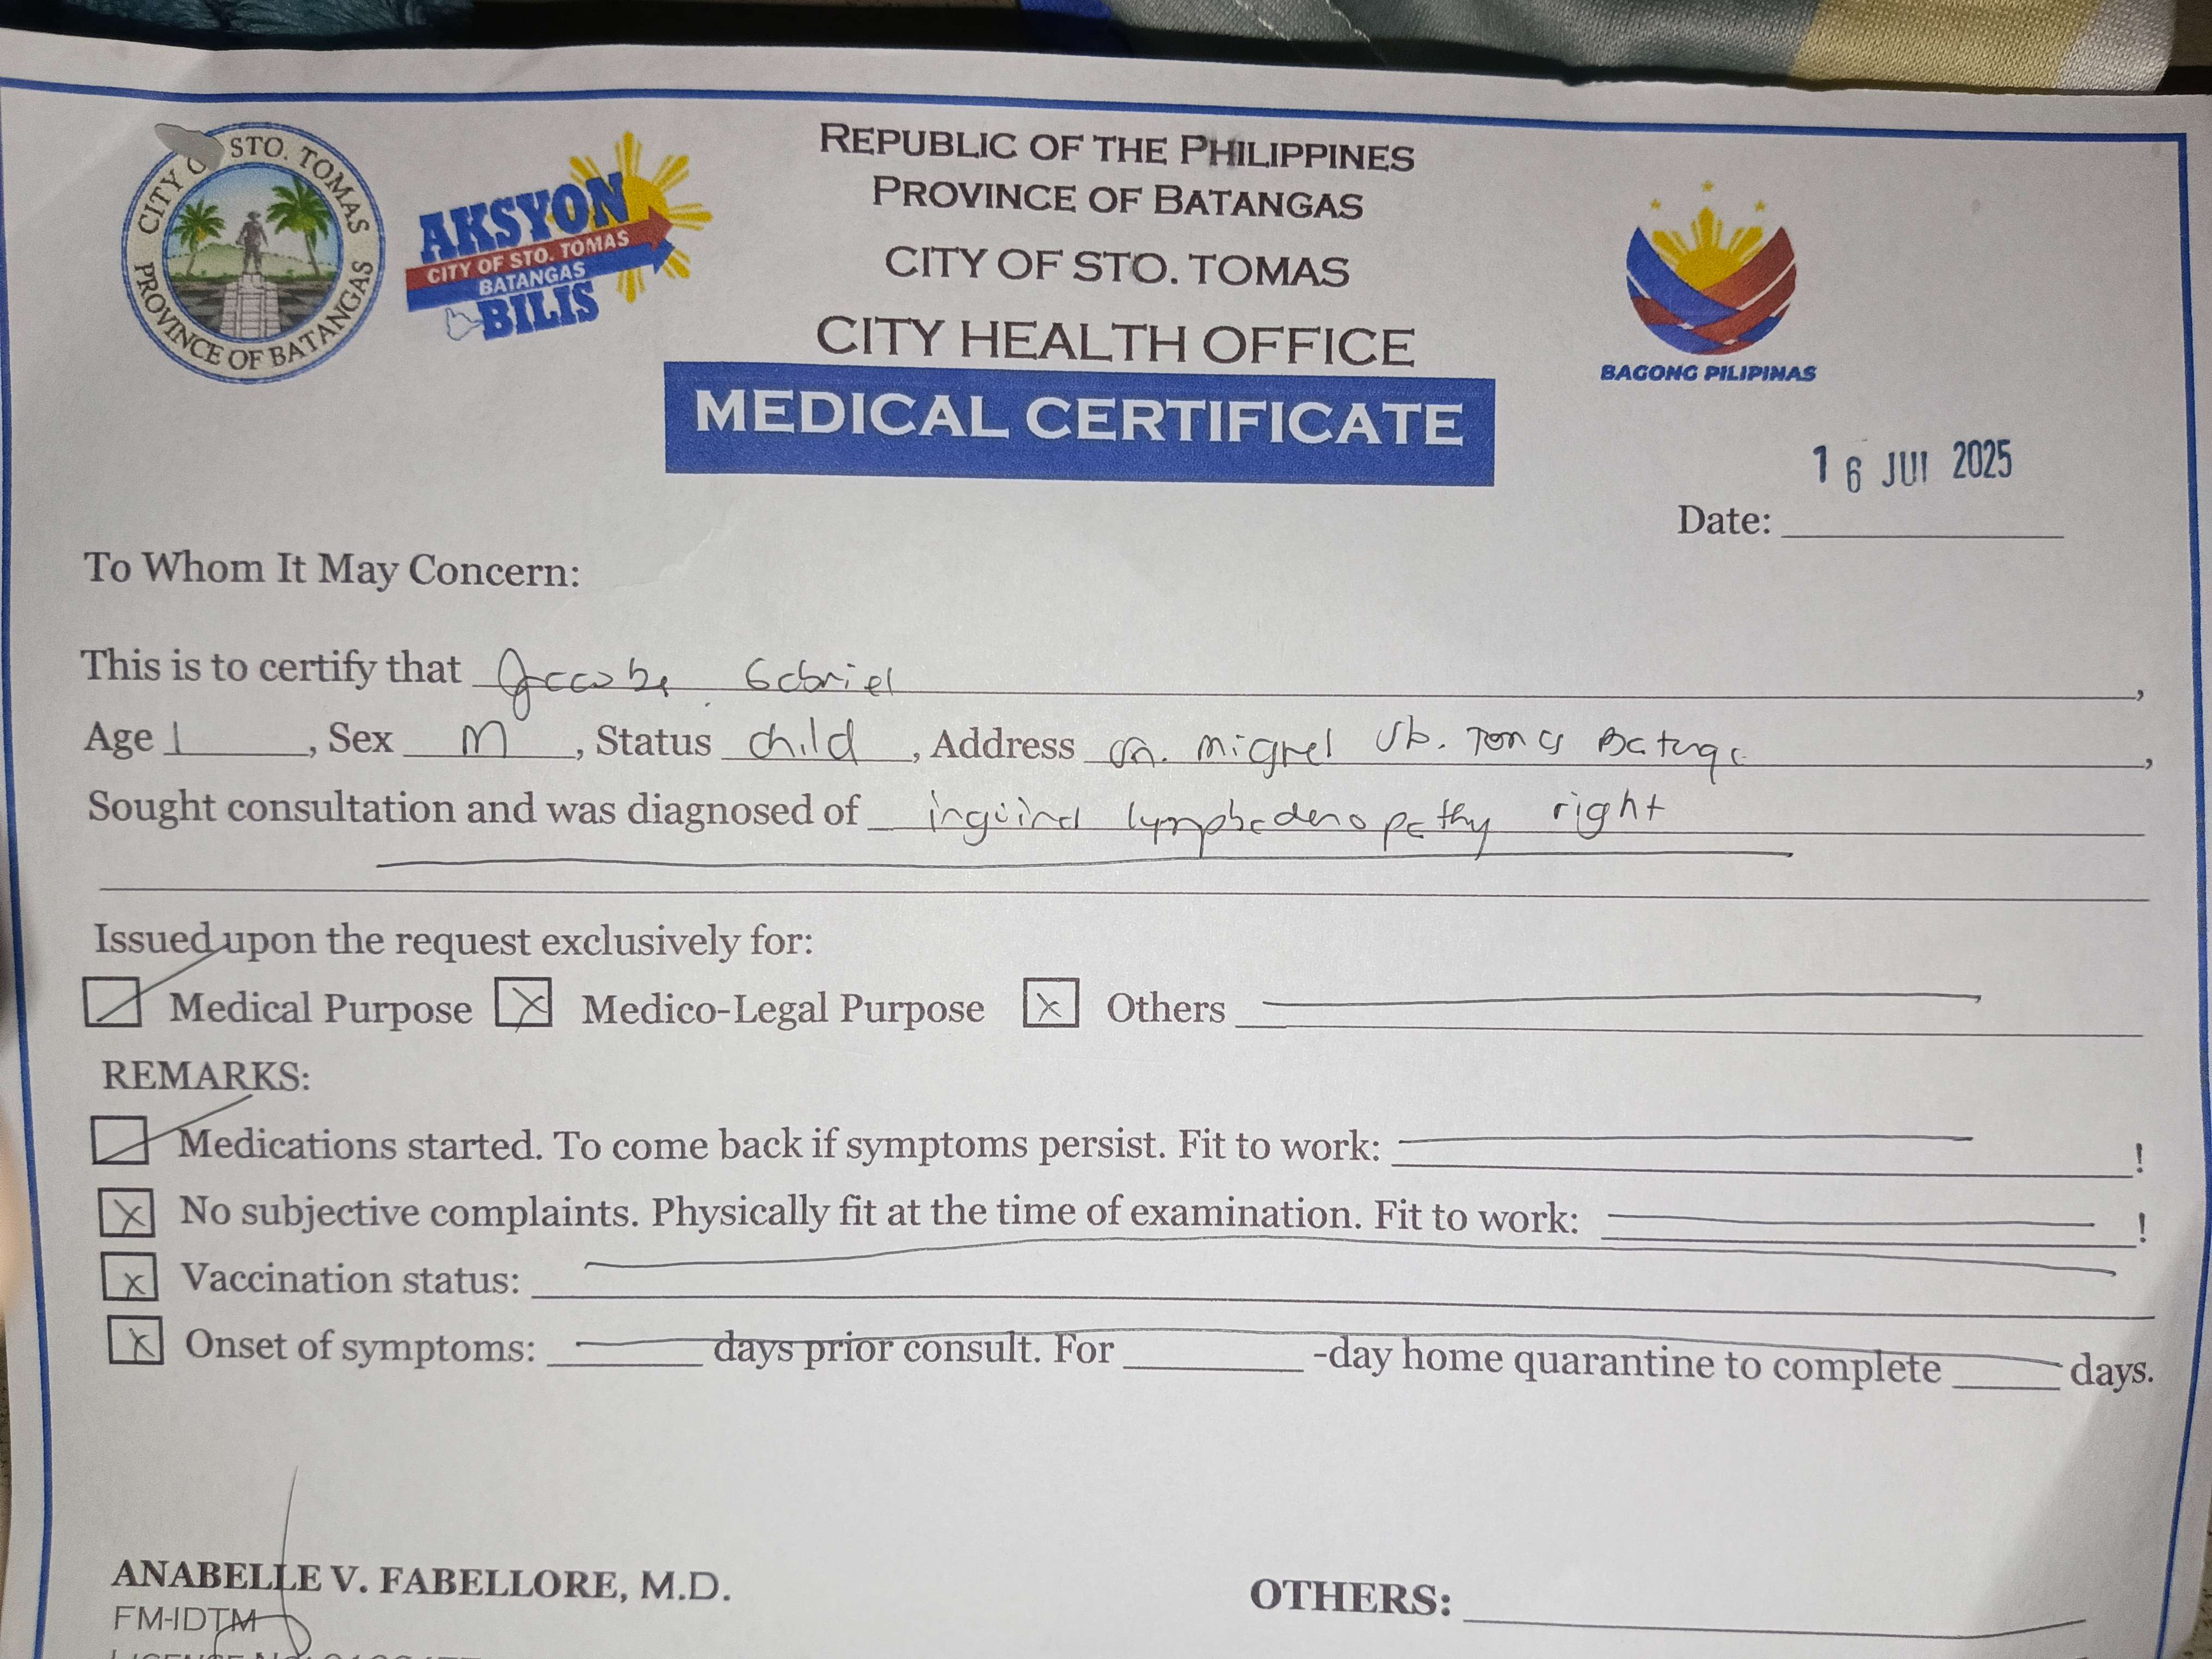 CITY O STO. TOMAS
PROVINCE OF BATANGAS
AKSYON
CITY OF STO. TOMAS
BATANGAS
BILIS
REPUBLIC OF THE PHILIPPINES
PROVINCE OF BATANGAS
CITY OF STO. TOMAS
CITY HEALTH OFFICE
MEDICAL CERTIFICATE
BAGONG PILIPINAS
16 JUL 2025
Date:
To Whom It May Concern:
This is to certify that Gabriel,
Age 1, Sex M, Status child, Address Sn. Miguel Sto. Tomas Batanga,
Sought consultation and was diagnosed of inguinal lymphadenopathy right
Issued upon the request exclusively for:
Medical Purpose Medico-Legal Purpose Others
REMARKS:
Medications started. To come back if symptoms persist. Fit to work: !
No subjective complaints. Physically fit at the time of examination. Fit to work: !
Vaccination status:
Onset of symptoms: days prior consult. For -day home quarantine to complete days.
ANABELLE V. FABELLORE, M.D.
FM-IDTM
OTHERS: